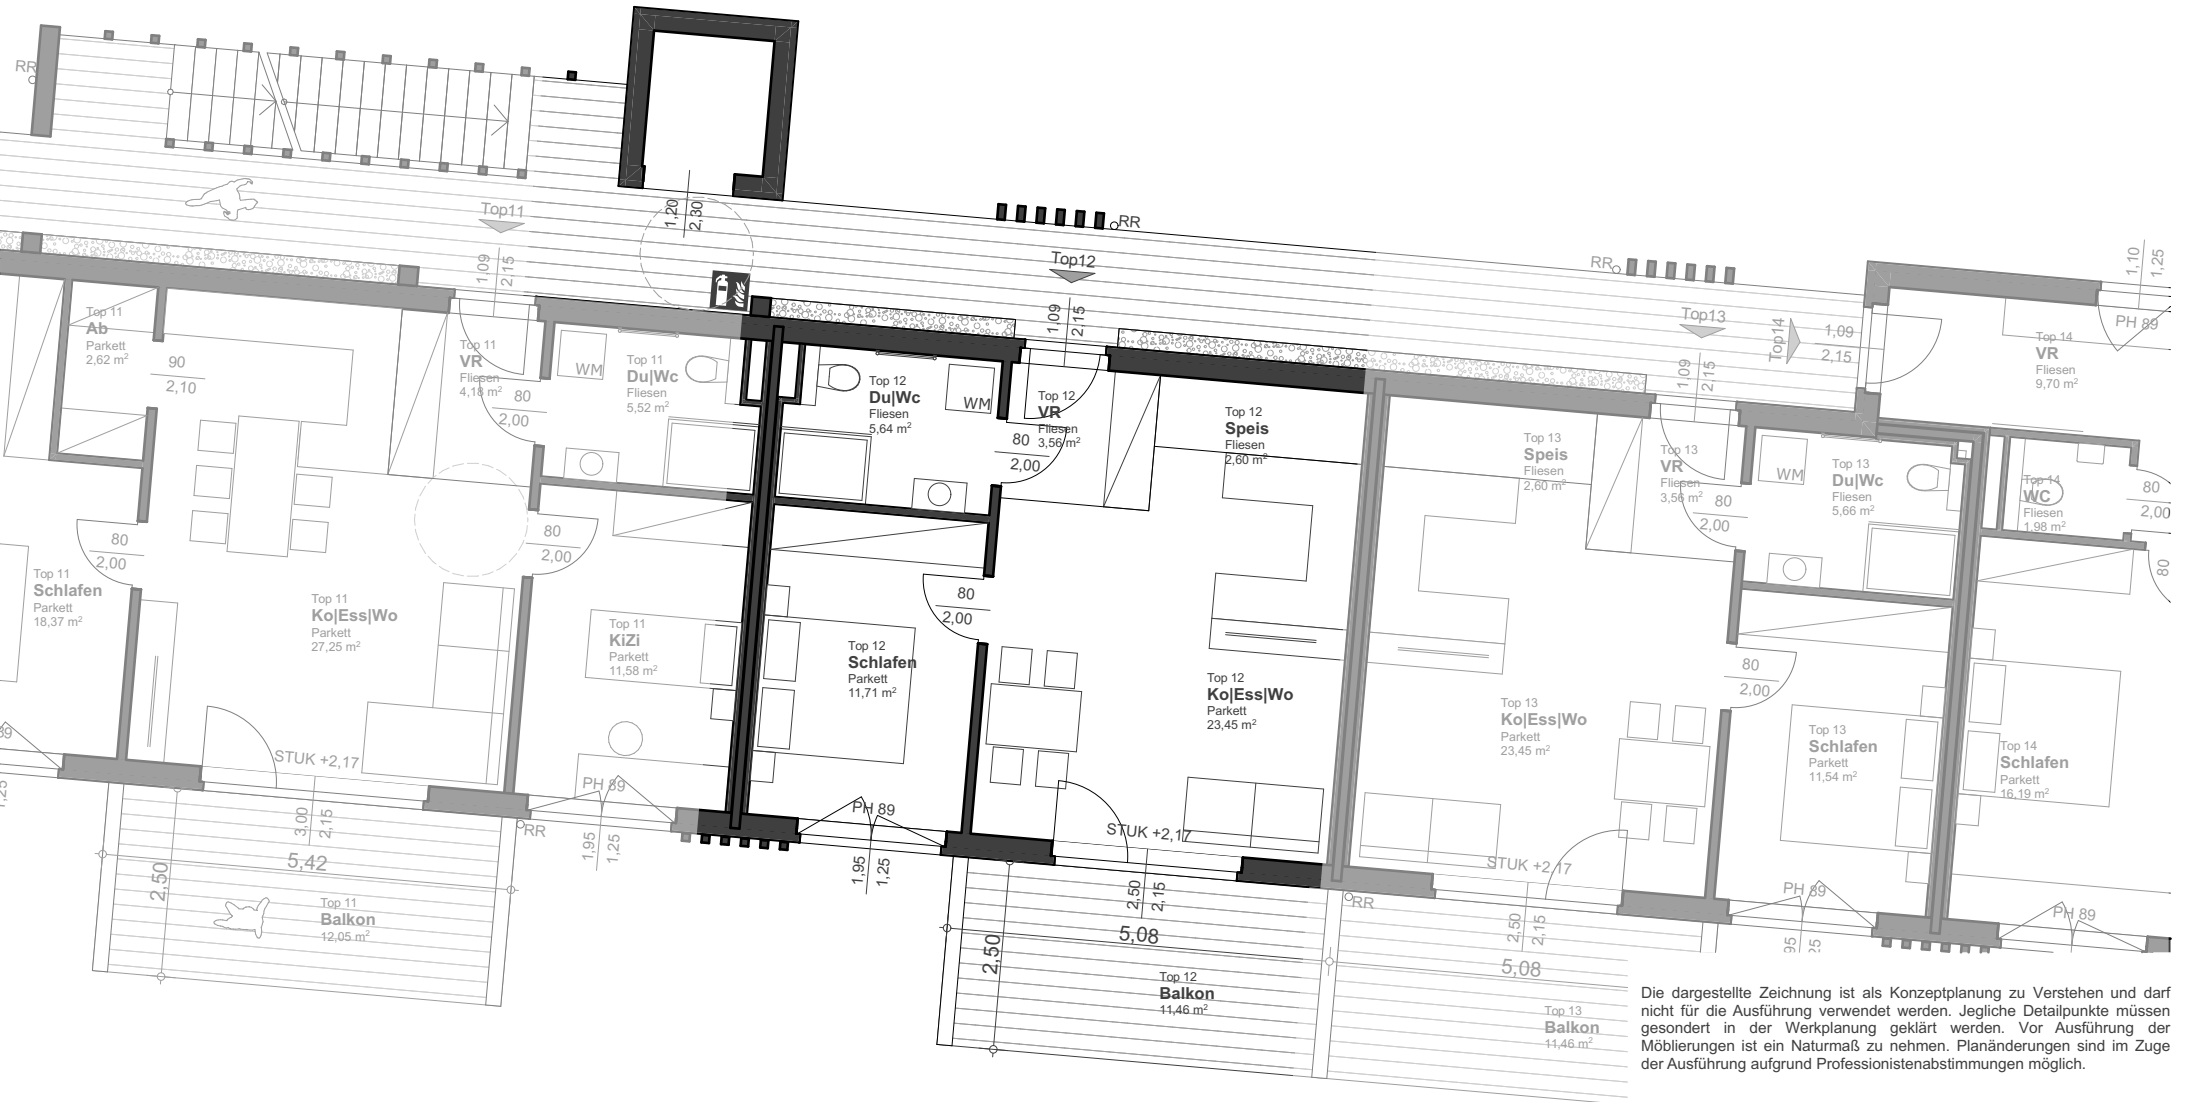 RR
Top11
1,20
2,30
RR
Top12
RR
Top13
Top14
1,09
2,15
1,10
1,25
PH 89
1,09
2,15
1,09
2,15
1,09
2,15
Top 11
Ab
Parkett
2,62 m²
90
2,10
Top 11
VR
Fliesen
4,18 m²
80
2,00
WM
Top 11
Du|Wc
Fliesen
5,52 m²
Top 12
Du|Wc
Fliesen
5,64 m²
WM
Top 12
VR
Fliesen
3,56 m²
80
2,00
Top 12
Speis
Fliesen
2,60 m²
Top 13
Speis
Fliesen
2,60 m²
Top 13
VR
Fliesen
3,56 m²
80
2,00
WM
Top 13
Du|Wc
Fliesen
5,66 m²
Top 14
VR
Fliesen
9,70 m²
Top 14
WC
Fliesen
1,98 m²
80
2,00
80
80
2,00
Top 11
Schlafen
Parkett
18,37 m²
Top 11
Ko|Ess|Wo
Parkett
27,25 m²
80
2,00
Top 11
KiZi
Parkett
11,58 m²
80
2,00
Top 12
Schlafen
Parkett
11,71 m²
Top 12
Ko|Ess|Wo
Parkett
23,45 m²
Top 13
Ko|Ess|Wo
Parkett
23,45 m²
80
2,00
Top 13
Schlafen
Parkett
11,54 m²
Top 14
Schlafen
Parkett
16,19 m²
STUK +2,17
3,00
2,15
PH 89
1,95
1,25
RR
PH 89
1,95
1,25
STUK +2,17
2,50
2,15
STUK +2,17
2,50
2,15
RR
PH 89
PH 89
5,42
2,50
Top 11
Balkon
12,05 m²
5,08
2,50
Top 12
Balkon
11,46 m²
5,08
Top 13
Balkon
11,46 m²
Die dargestellte Zeichnung ist als Konzeptplanung zu Verstehen und darf
nicht für die Ausführung verwendet werden. Jegliche Detailpunkte müssen
gesondert in der Werkplanung geklärt werden. Vor Ausführung der
Möblierungen ist ein Naturmaß zu nehmen. Planänderungen sind im Zuge
der Ausführung aufgrund Professionistenabstimmungen möglich.